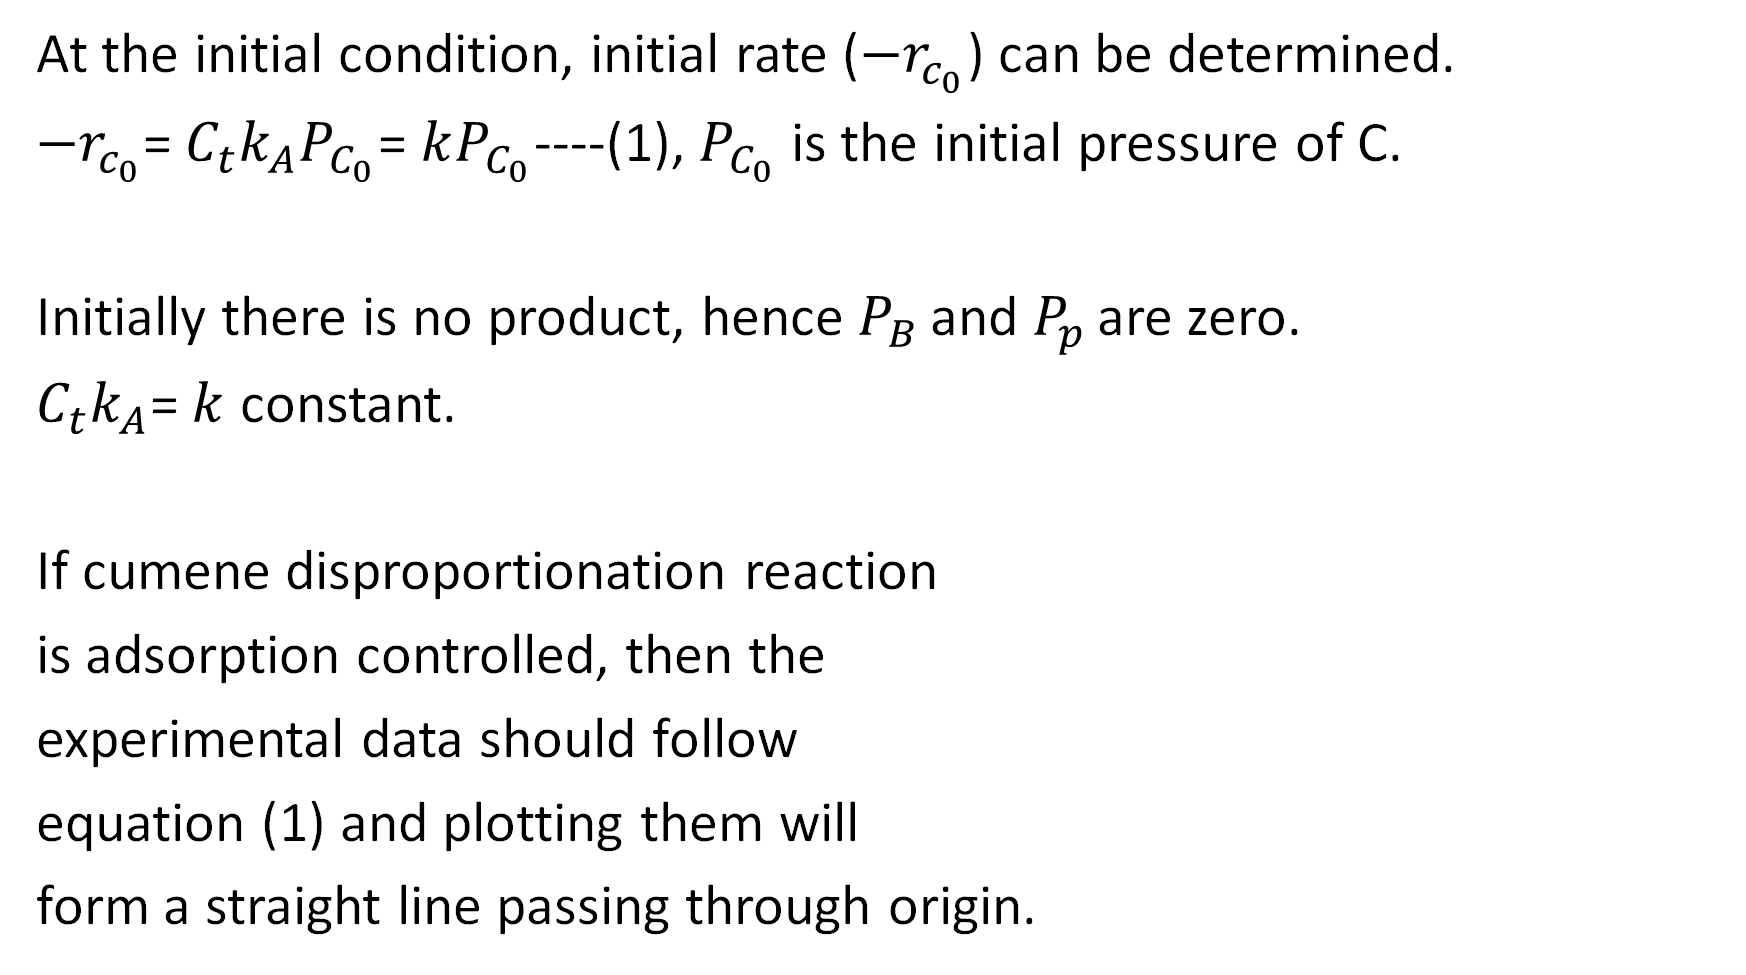 At the initial condition, initial rate (−r_{C_0}) can be determined.
−r_{C_0} = C_t k_A P_{C_0} = k P_{C_0} ----(1), P_{C_0} is the initial pressure of C.
Initially there is no product, hence P_B and P_p are zero.
C_t k_A = k constant.
If cumene disproportionation reaction
is adsorption controlled, then the
experimental data should follow
equation (1) and plotting them will
form a straight line passing through origin.